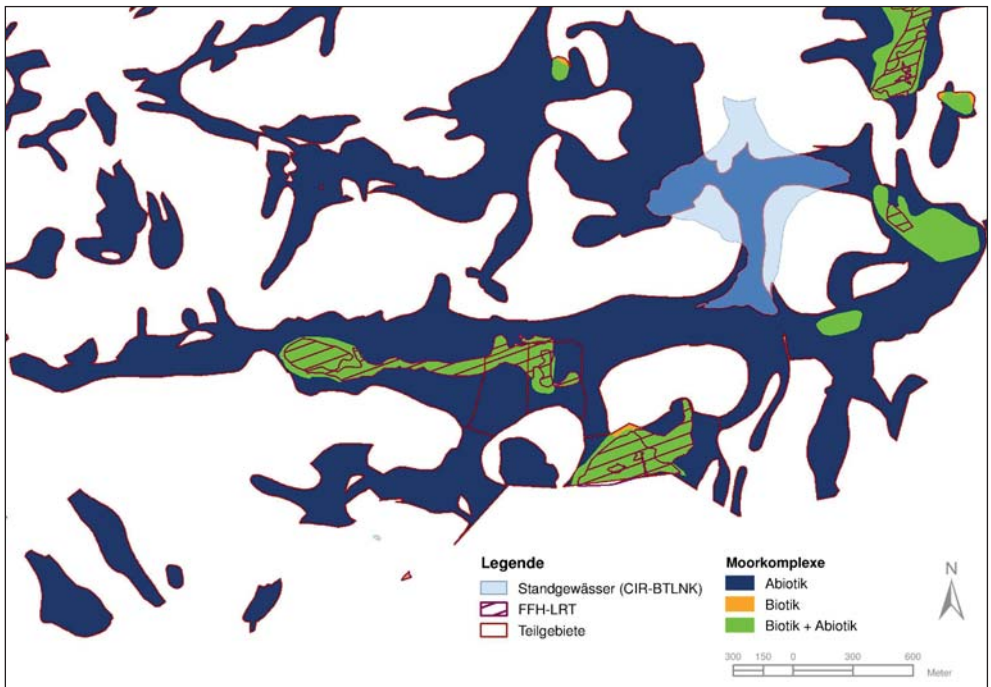 Legende
Standgewässer (CIR-BTLNK)
FFH-LRT
Teilgebiete
Moorkomplexe
Abiotik
Biotik
Biotik + Abiotik
N
300 150 0 300 600
Meter